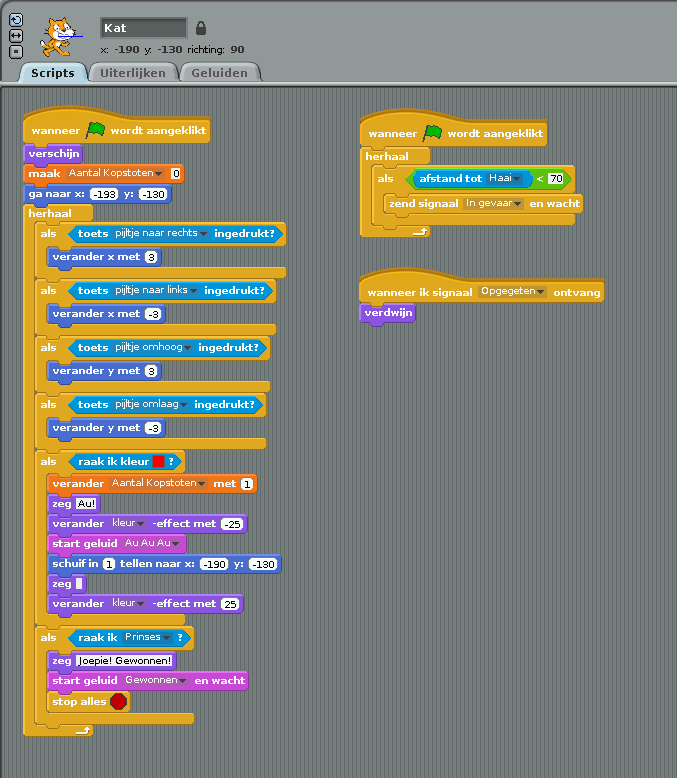 Kat
x: -190 y: -130 richting: 90
Scripts Uiterlijken Geluiden
wanneer wordt aangeklikt
verschijn
maak Aantal Kopstoten 0
ga naar x: -193 y: -130
herhaal
als toets pijltje naar rechts ingedrukt?
verander x met 3
als toets pijltje naar links ingedrukt?
verander x met -3
als toets pijltje omhoog ingedrukt?
verander y met 3
als toets pijltje omlaag ingedrukt?
verander y met -3
als raak ik kleur ?
verander Aantal Kopstoten met 1
zeg Au!
verander kleur -effect met -25
start geluid Au Au Au
schuif in 1 tellen naar x: -190 y: -130
zeg
verander kleur -effect met 25
als raak ik Prinses ?
zeg Joepie! Gewonnen!
start geluid Gewonnen en wacht
stop alles
wanneer wordt aangeklikt
herhaal
als afstand tot Haai < 70
zend signaal In gevaar en wacht
wanneer ik signaal Opgegeten ontvang
verdwijn